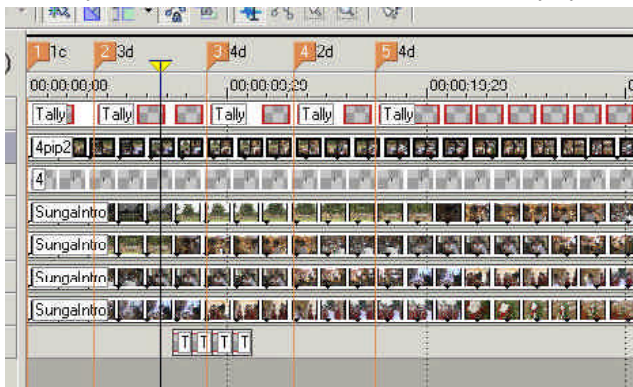 1 1c 2 3d 3 4d 4 2d 5 4d
00:00:00;00 00:00:09;29 00:00:19;29
Tally Tally Tally Tally Tally
4pip2
4
SungaIntro
SungaIntro
SungaIntro
SungaIntro
T T T T